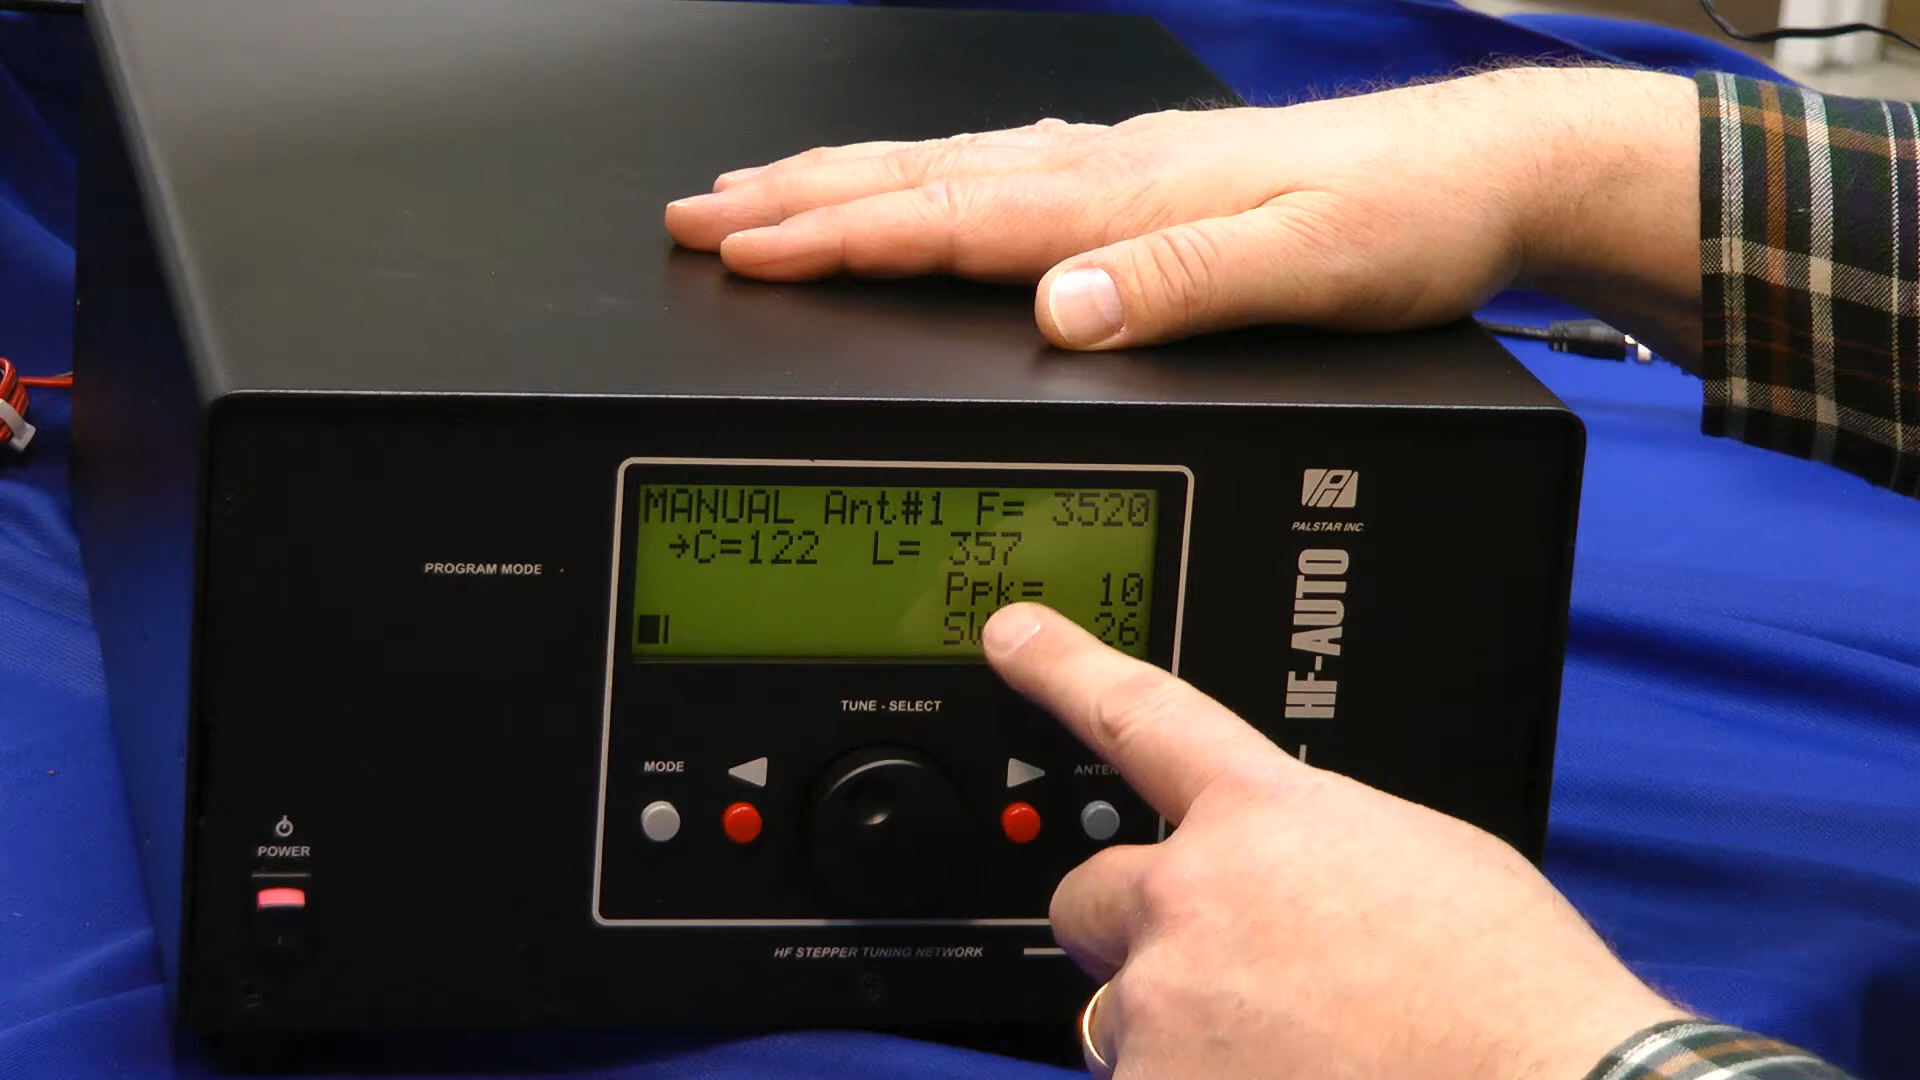 MANUAL Ant#1 F= 3520
→C=122 L= 357
Ppk= 10
26
PROGRAM MODE
PALSTAR INC.
HF-AUTO
TUNE - SELECT
MODE
POWER
HF STEPPER TUNING NETWORK